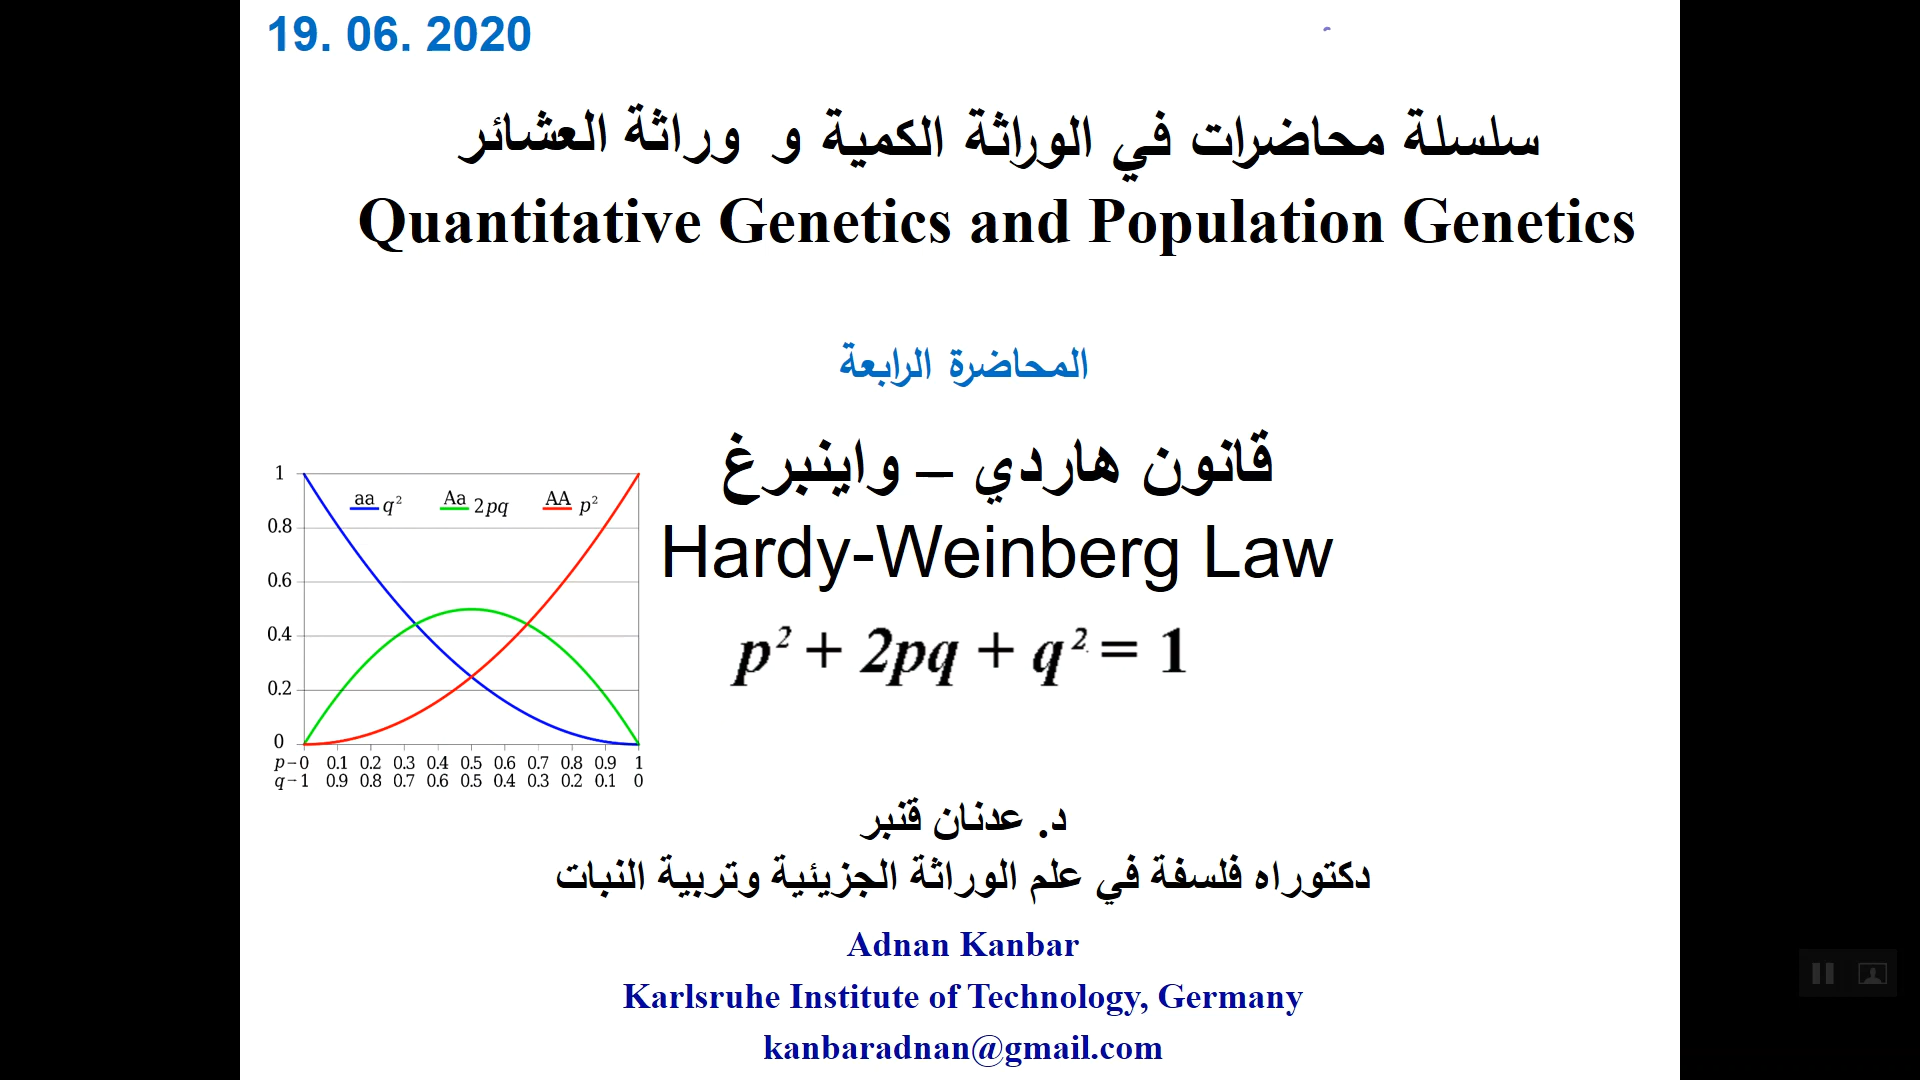 19. 06. 2020
سلسلة محاضرات في الوراثة الكمية و وراثة العشائر
Quantitative Genetics and Population Genetics
المحاضرة الرابعة
قانون هاردي – واينبرغ
Hardy-Weinberg Law
p² + 2pq + q² = 1
aa q² Aa 2pq AA p²
1
0.8
0.6
0.4
0.2
0
p→0 0.1 0.2 0.3 0.4 0.5 0.6 0.7 0.8 0.9 1
q→1 0.9 0.8 0.7 0.6 0.5 0.4 0.3 0.2 0.1 0
د. عدنان قنبر
دكتوراه فلسفة في علم الوراثة الجزيئية وتربية النبات
Adnan Kanbar
Karlsruhe Institute of Technology, Germany
kanbaradnan@gmail.com